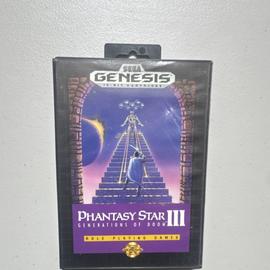 SEGA
GENESIS
16-BIT CARTRIDGE
PHANTASY STAR III
GENERATIONS OF DOOM
ROLE PLAYING GAMES